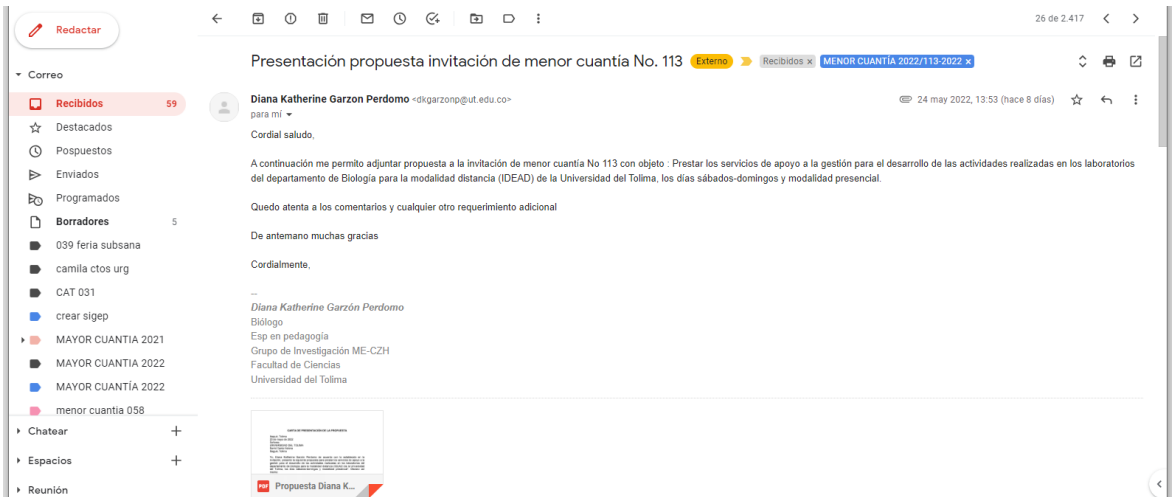 Redactar
26 de 2.417
Presentación propuesta invitación de menor cuantía No. 113 Externo Recibidos x MENOR CUANTÍA 2022/113-2022 x
Correo
Recibidos 59
Destacados
Pospuestos
Enviados
Programados
Borradores 5
039 feria subsana
camila ctos urg
CAT 031
crear sigep
MAYOR CUANTIA 2021
MAYOR CUANTIA 2022
MAYOR CUANTÍA 2022
menor cuantia 058
Chatear
Espacios
Reunión
Diana Katherine Garzon Perdomo <dkgarzonp@ut.edu.co>
24 may 2022, 13:53 (hace 8 días)
para mí
Cordial saludo,
A continuación me permito adjuntar propuesta a la invitación de menor cuantía No 113 con objeto : Prestar los servicios de apoyo a la gestión para el desarrollo de las actividades realizadas en los laboratorios
del departamento de Biología para la modalidad distancia (IDEAD) de la Universidad del Tolima, los días sábados-domingos y modalidad presencial.
Quedo atenta a los comentarios y cualquier otro requerimiento adicional
De antemano muchas gracias
Cordialmente,
--
Diana Katherine Garzón Perdomo
Biólogo
Esp en pedagogía
Grupo de Investigación ME-CZH
Facultad de Ciencias
Universidad del Tolima
CARTA DE PRESENTACIÓN DE LA PROPUESTA
PDF Propuesta Diana K...